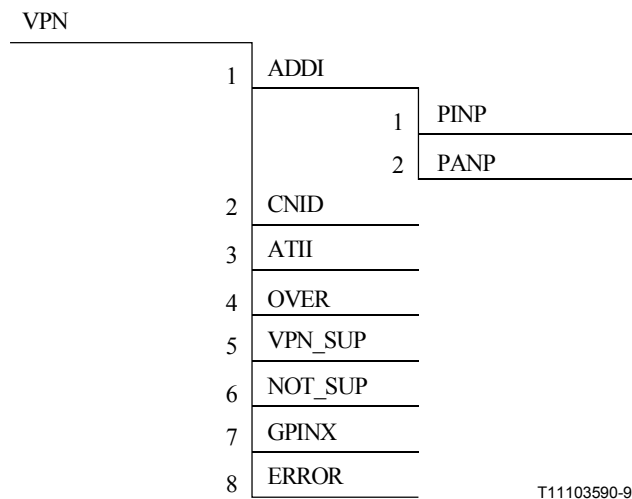 VPN
1 ADDI
1 PINP
2 PANP
2 CNID
3 ATII
4 OVER
5 VPN_SUP
6 NOT_SUP
7 GPINX
8 ERROR
T11103590-9